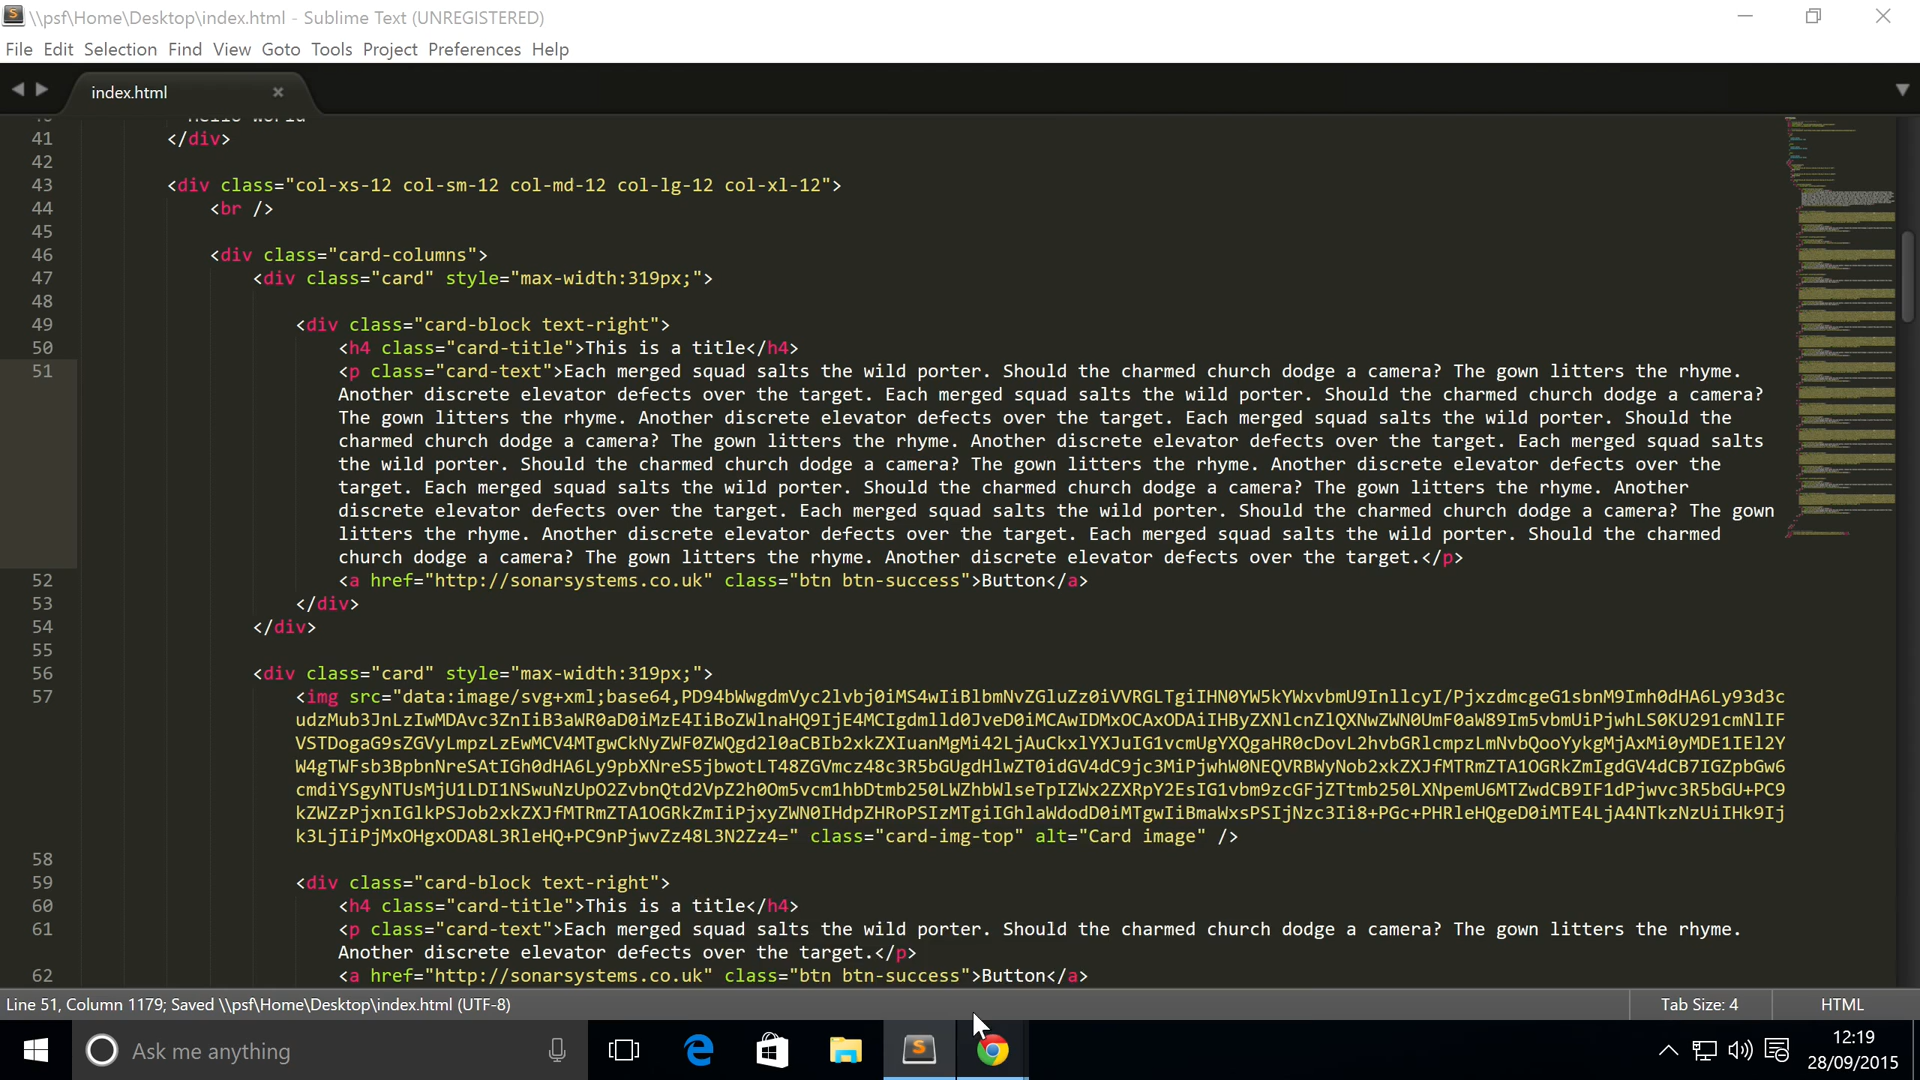 \\psf\Home\Desktop\index.html - Sublime Text (UNREGISTERED)
File Edit Selection Find View Goto Tools Project Preferences Help
index.html
41 </div>
42
43 <div class="col-xs-12 col-sm-12 col-md-12 col-lg-12 col-xl-12">
44 <br />
45
46 <div class="card-columns">
47 <div class="card" style="max-width:319px;">
48
49 <div class="card-block text-right">
50 <h4 class="card-title">This is a title</h4>
51 <p class="card-text">Each merged squad salts the wild porter. Should the charmed church dodge a camera? The gown litters the rhyme.
Another discrete elevator defects over the target. Each merged squad salts the wild porter. Should the charmed church dodge a camera?
The gown litters the rhyme. Another discrete elevator defects over the target. Each merged squad salts the wild porter. Should the
charmed church dodge a camera? The gown litters the rhyme. Another discrete elevator defects over the target. Each merged squad salts
the wild porter. Should the charmed church dodge a camera? The gown litters the rhyme. Another discrete elevator defects over the
target. Each merged squad salts the wild porter. Should the charmed church dodge a camera? The gown litters the rhyme. Another
discrete elevator defects over the target. Each merged squad salts the wild porter. Should the charmed church dodge a camera? The gown
litters the rhyme. Another discrete elevator defects over the target. Each merged squad salts the wild porter. Should the charmed
church dodge a camera? The gown litters the rhyme. Another discrete elevator defects over the target.</p>
52 <a href="http://sonarsystems.co.uk" class="btn btn-success">Button</a>
53 </div>
54 </div>
55
56 <div class="card" style="max-width:319px;">
57 <img src="data:image/svg+xml;base64,
class="card-img-top" alt="Card image" />
58
59 <div class="card-block text-right">
60 <h4 class="card-title">This is a title</h4>
61 <p class="card-text">Each merged squad salts the wild porter. Should the charmed church dodge a camera? The gown litters the rhyme.
Another discrete elevator defects over the target.</p>
62 <a href="http://sonarsystems.co.uk" class="btn btn-success">Button</a>
Line 51, Column 1179; Saved \\psf\Home\Desktop\index.html (UTF-8)
Tab Size: 4
HTML
Ask me anything
12:19
28/09/2015